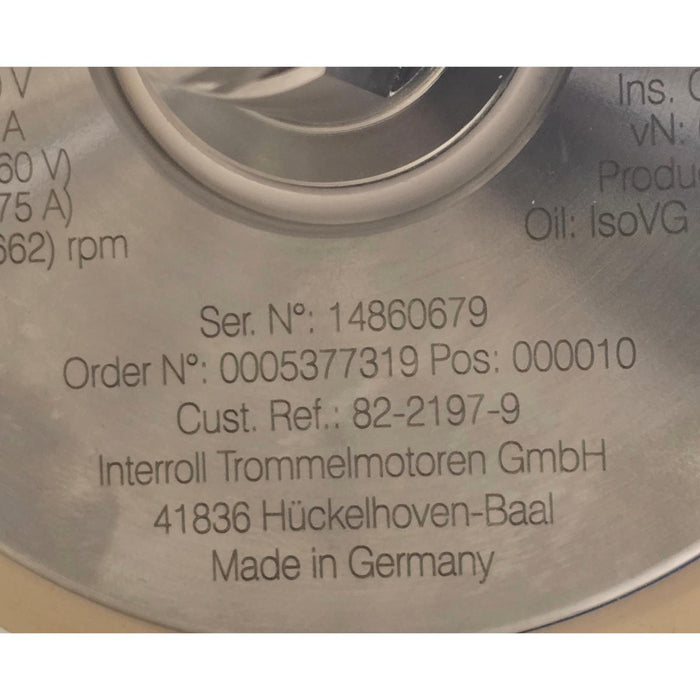 V
A
60 V)
75 A)
662) rpm
Ins.
vN:
Produ
Oil: IsoVG
Ser. N°: 14860679
Order N°: 0005377319 Pos: 000010
Cust. Ref.: 82-2197-9
Interroll Trommelmotoren GmbH
41836 Hückelhoven-Baal
Made in Germany